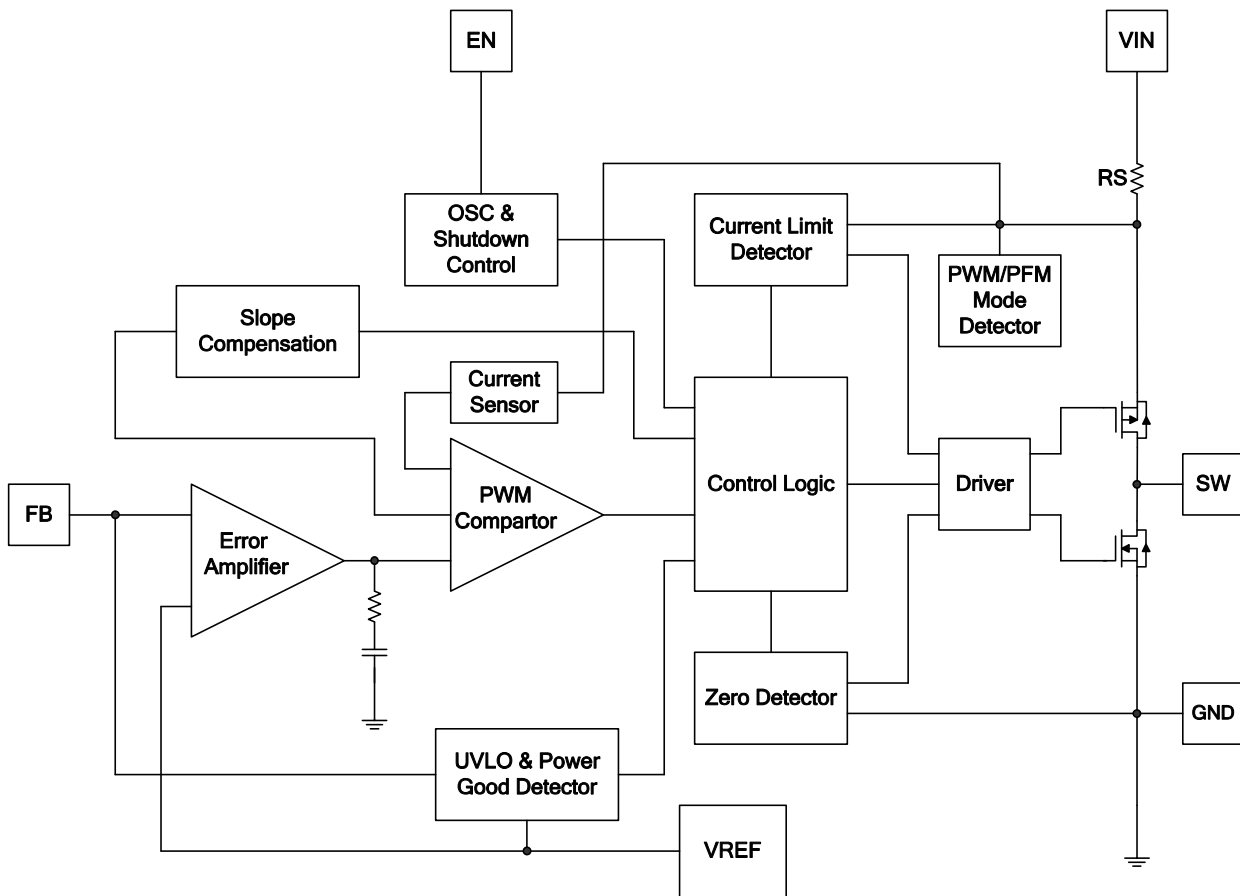 EN
VIN
RS
OSC &
Shutdown
Control
Current Limit
Detector
PWM/PFM
Mode
Detector
Slope
Compensation
Current
Sensor
FB
Error
Amplifier
PWM
Compartor
Control Logic
Driver
SW
Zero Detector
GND
UVLO & Power
Good Detector
VREF